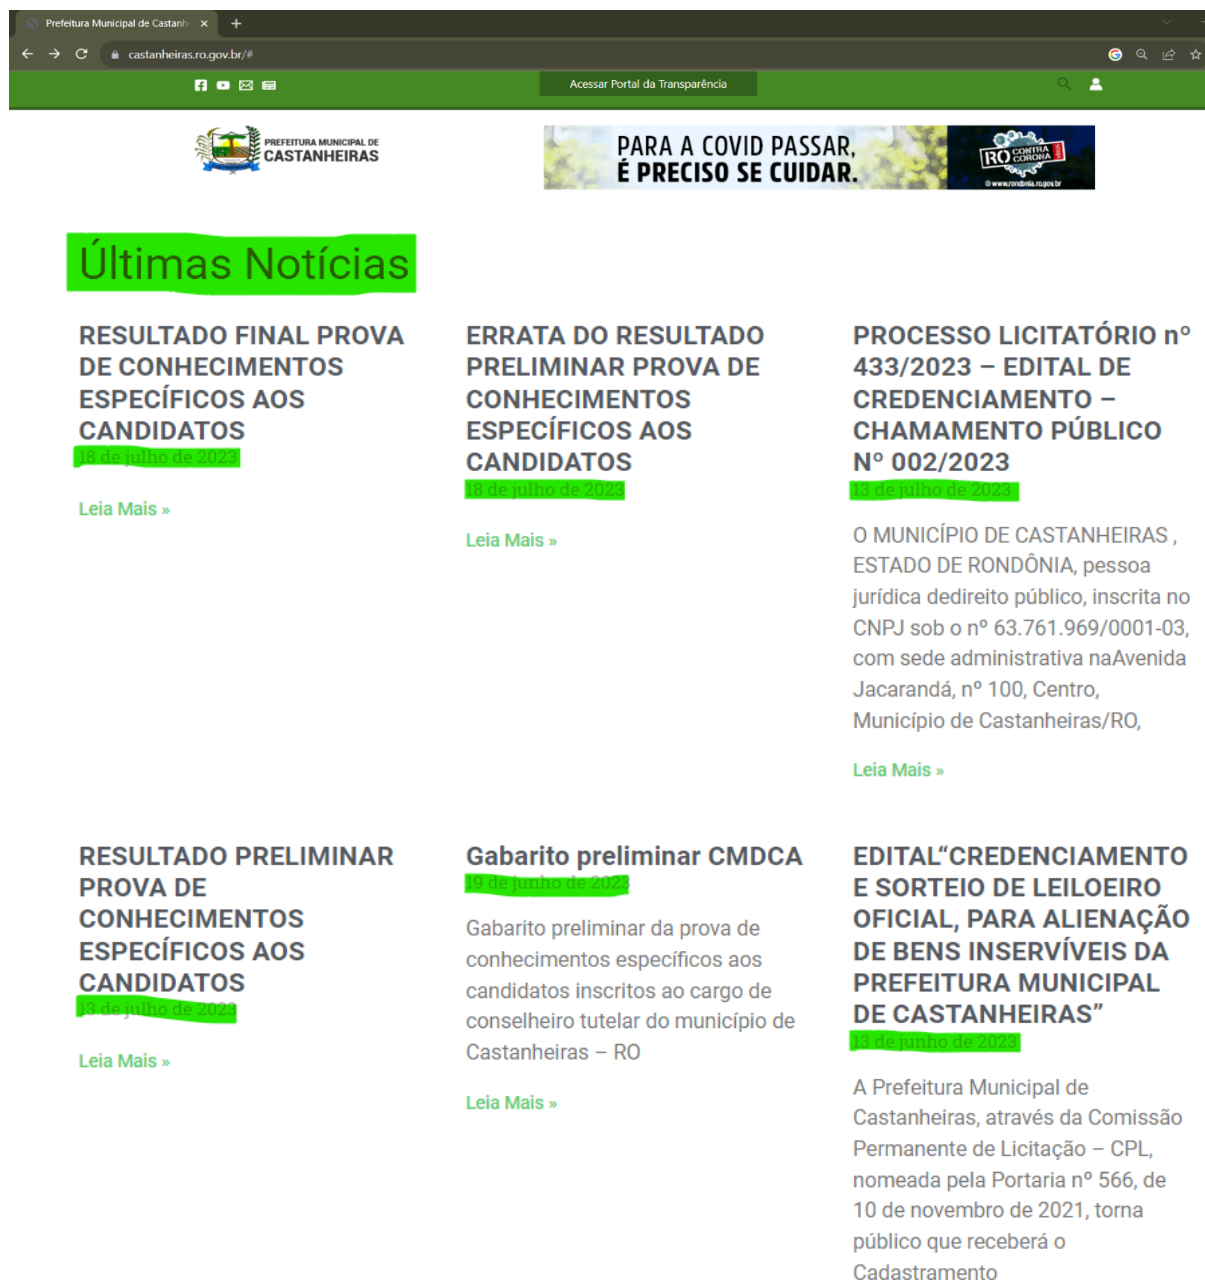 Prefeitura Municipal de Castanh
castanheiras.ro.gov.br/#
Acessar Portal da Transparência
PREFEITURA MUNICIPAL DE
CASTANHEIRAS
PARA A COVID PASSAR,
É PRECISO SE CUIDAR.
RO CONTRA
CORONA
VIRUS
www.rondonia.ro.gov.br
Últimas Notícias
RESULTADO FINAL PROVA
DE CONHECIMENTOS
ESPECÍFICOS AOS
CANDIDATOS
18 de julho de 2023
Leia Mais »
ERRATA DO RESULTADO
PRELIMINAR PROVA DE
CONHECIMENTOS
ESPECÍFICOS AOS
CANDIDATOS
18 de julho de 2023
Leia Mais »
PROCESSO LICITATÓRIO nº
433/2023 – EDITAL DE
CREDENCIAMENTO –
CHAMAMENTO PÚBLICO
Nº 002/2023
13 de julho de 2023
O MUNICÍPIO DE CASTANHEIRAS ,
ESTADO DE RONDÔNIA, pessoa
jurídica dedireito público, inscrita no
CNPJ sob o nº 63.761.969/0001-03,
com sede administrativa naAvenida
Jacarandá, nº 100, Centro,
Município de Castanheiras/RO,
Leia Mais »
RESULTADO PRELIMINAR
PROVA DE
CONHECIMENTOS
ESPECÍFICOS AOS
CANDIDATOS
13 de julho de 2023
Leia Mais »
Gabarito preliminar CMDCA
19 de junho de 2023
Gabarito preliminar da prova de
conhecimentos específicos aos
candidatos inscritos ao cargo de
conselheiro tutelar do município de
Castanheiras – RO
Leia Mais »
EDITAL“CREDENCIAMENTO
E SORTEIO DE LEILOEIRO
OFICIAL, PARA ALIENAÇÃO
DE BENS INSERVÍVEIS DA
PREFEITURA MUNICIPAL
DE CASTANHEIRAS”
13 de junho de 2023
A Prefeitura Municipal de
Castanheiras, através da Comissão
Permanente de Licitação – CPL,
nomeada pela Portaria nº 566, de
10 de novembro de 2021, torna
público que receberá o
Cadastramento